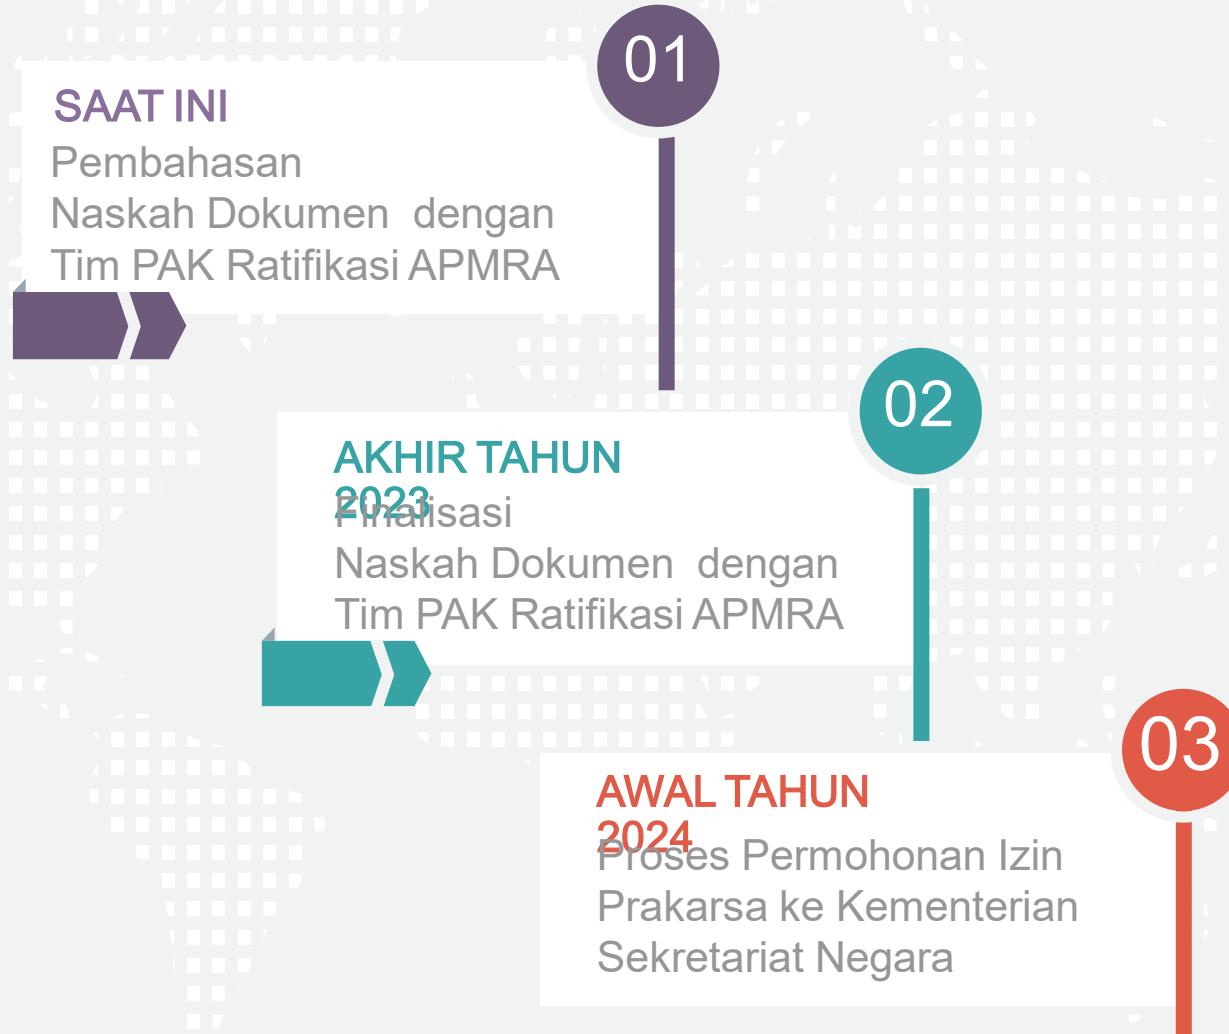 01
SAAT INI
Pembahasan
Naskah Dokumen dengan
Tim PAK Ratifikasi APMRA
02
AKHIR TAHUN
2023
Finalisasi
Naskah Dokumen dengan
Tim PAK Ratifikasi APMRA
03
AWAL TAHUN
2024
Proses Permohonan Izin
Prakarsa ke Kementerian
Sekretariat Negara